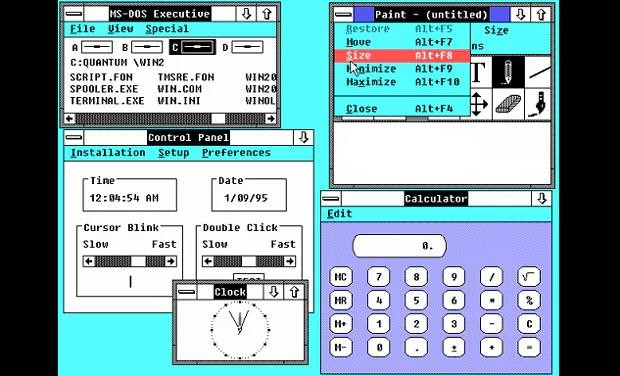 MS-DOS Executive
File View Special
A B C D
C:QUANTUM \WIN2
SCRIPT.FON TMSRE.FON WIN20
SPOOLER.EXE WIN.COM WIN20
TERMINAL.EXE WIN.INI WINOL
Paint - (untitled)
Restore Alt+F5
Move Alt+F7
Size Alt+F8
Minimize Alt+F9
Maximize Alt+F10
Close Alt+F4
Size
ns
T
Control Panel
Installation Setup Preferences
Time
12:04:54 AM
Date
1/09/95
Cursor Blink
Slow Fast
Double Click
Slow Fast
Clock
Calculator
Edit
0.
MC 7 8 9 / √
MR 4 5 6 * %
M+ 1 2 3 - C
M- 0 . ± + =